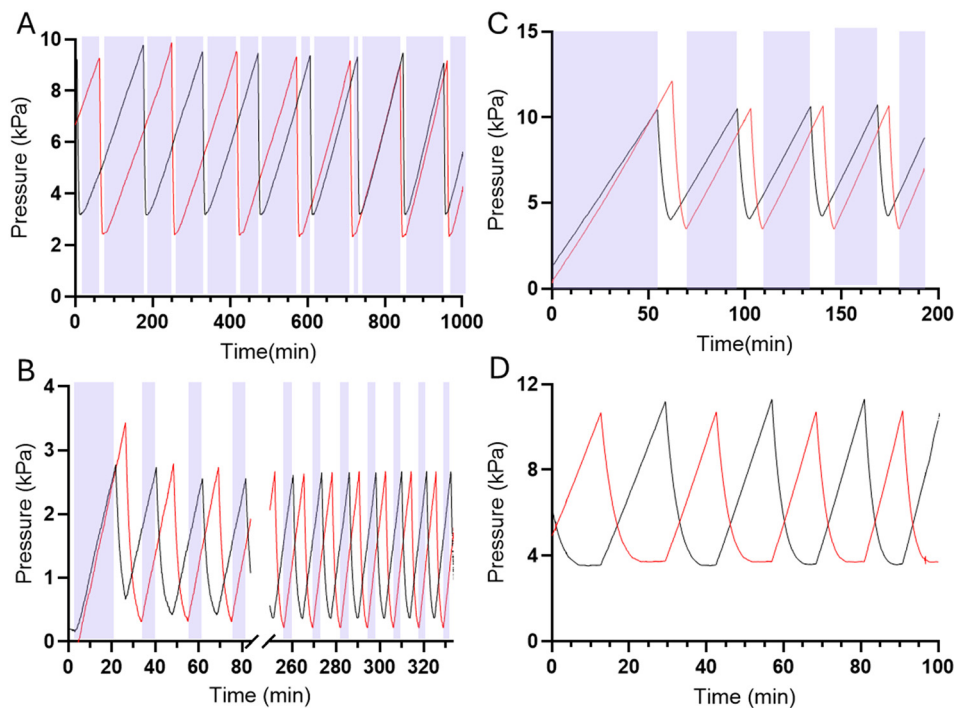 A
Pressure (kPa)
10
8
6
4
2
0
0 200 400 600 800 1000
Time(min)
C
Pressure (kPa)
15
10
5
0
0 50 100 150 200
Time(min)
B
Pressure (kPa)
4
3
2
1
0
0 20 40 60 80 260 280 300 320
Time (min)
D
Pressure (kPa)
12
8
4
0
0 20 40 60 80 100
Time (min)